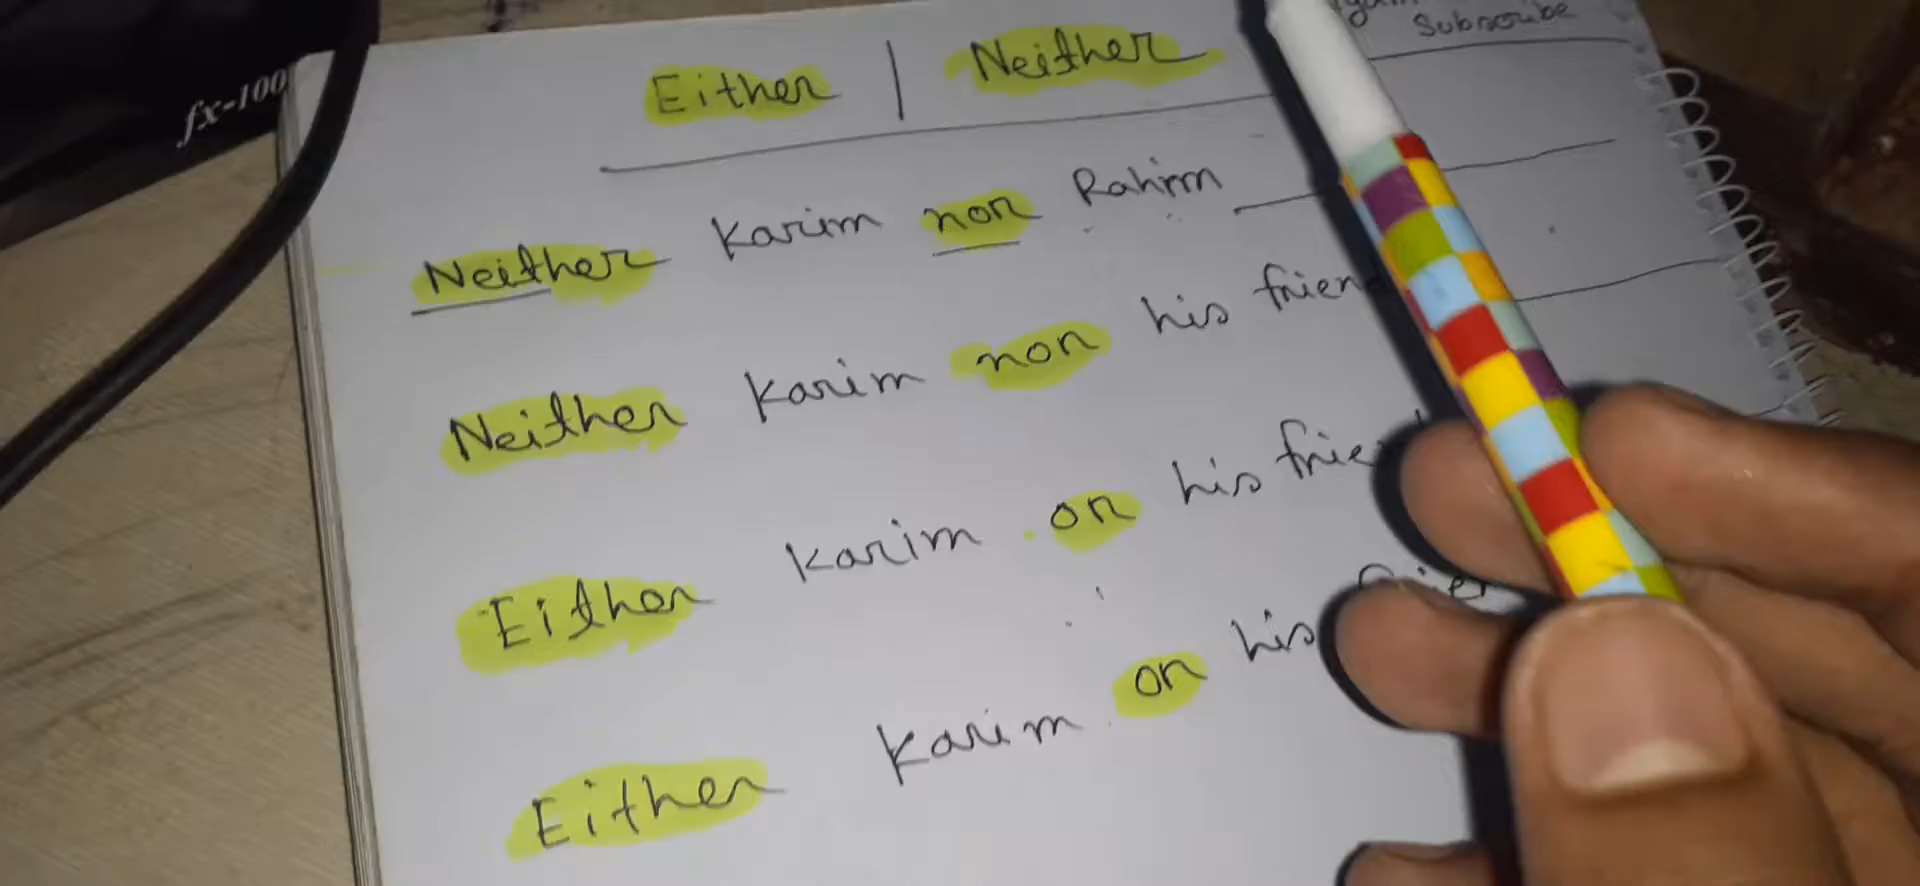 fx-100
Subscribe
Either | Neither
Neither Karim nor Rahim
Neither Karim nor his friend
Either Karim or his frie
Either Karim or his